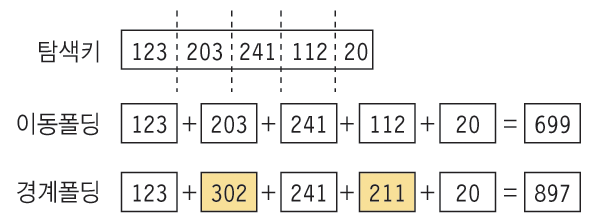 탐색키 123 203 241 112 20
이동폴딩 123 + 203 + 241 + 112 + 20 = 699
경계폴딩 123 + 302 + 241 + 211 + 20 = 897